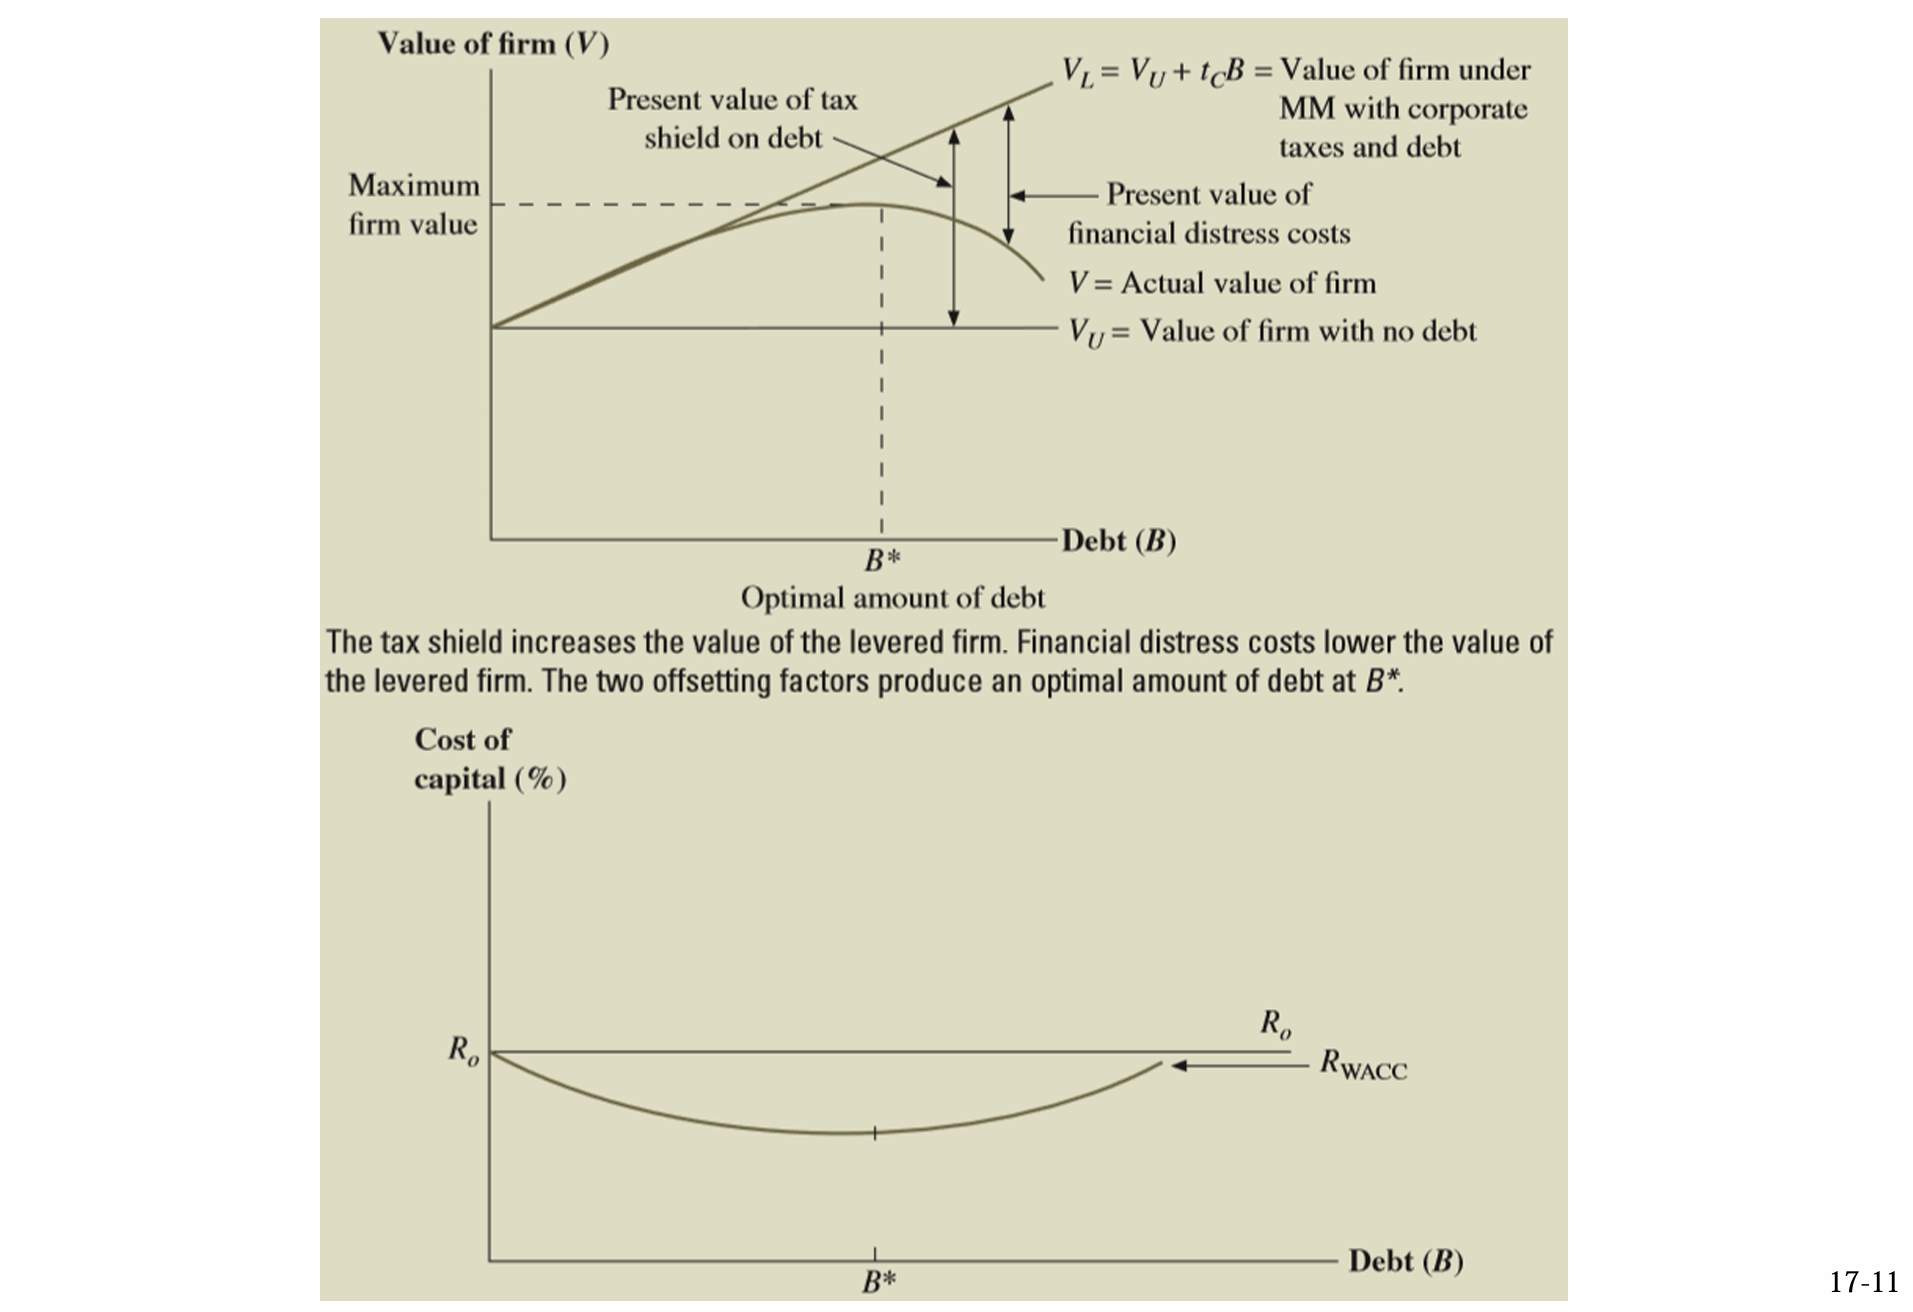 Value of firm (V)
V_L = V_U + t_C B = Value of firm under
MM with corporate
taxes and debt
Present value of tax
shield on debt
Maximum
firm value
Present value of
financial distress costs
V = Actual value of firm
V_U = Value of firm with no debt
Debt (B)
B*
Optimal amount of debt
The tax shield increases the value of the levered firm. Financial distress costs lower the value of
the levered firm. The two offsetting factors produce an optimal amount of debt at B*.
Cost of
capital (%)
R_o
R_o
R_WACC
Debt (B)
B*
17-11